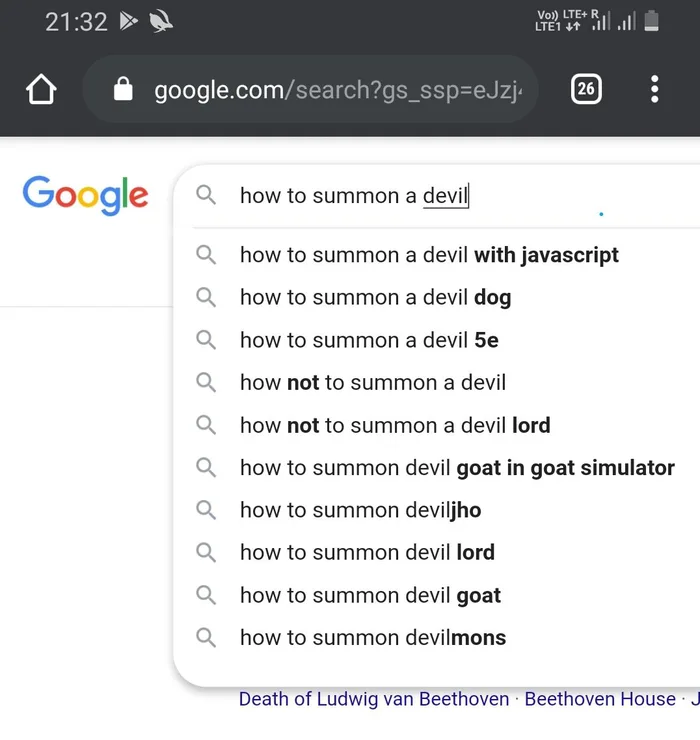 21:32
Vo)) LTE+ R
LTE1
google.com/search?gs_ssp=eJzj
26
Google
how to summon a devil
how to summon a devil with javascript
how to summon a devil dog
how to summon a devil 5e
how not to summon a devil
how not to summon a devil lord
how to summon devil goat in goat simulator
how to summon deviljho
how to summon devil lord
how to summon devil goat
how to summon devilmons
Death of Ludwig van Beethoven · Beethoven House ·